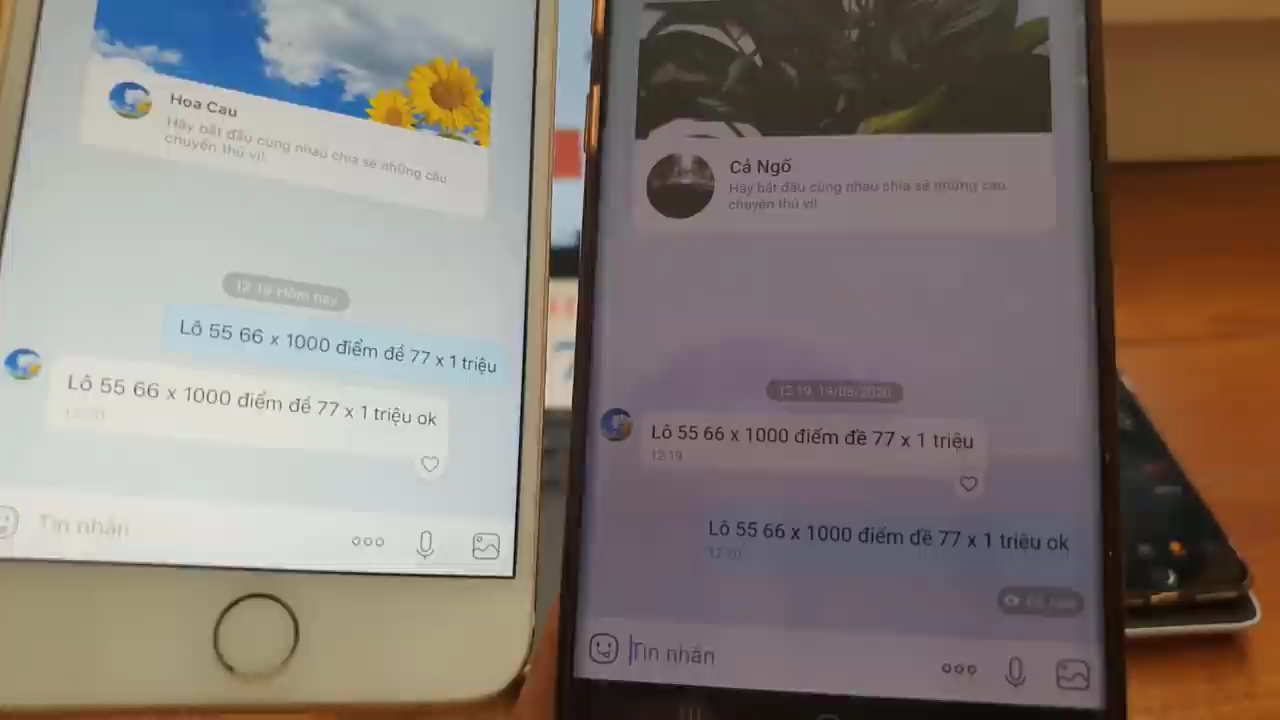 Hoa Cau
Hãy bắt đầu cùng nhau chia sẻ những câu
chuyện thú vị!
12:19 Hôm nay
Lô 55 66 x 1000 điểm đề 77 x 1 triệu
Lô 55 66 x 1000 điểm đề 77 x 1 triệu ok
12:20
Tin nhắn
Cả Ngố
Hãy bắt đầu cùng nhau chia sẻ những câu
chuyện thú vị!
12:19, 19/08/2020
Lô 55 66 x 1000 điểm đề 77 x 1 triệu
12:19
Lô 55 66 x 1000 điểm đề 77 x 1 triệu ok
12:20
Tin nhắn